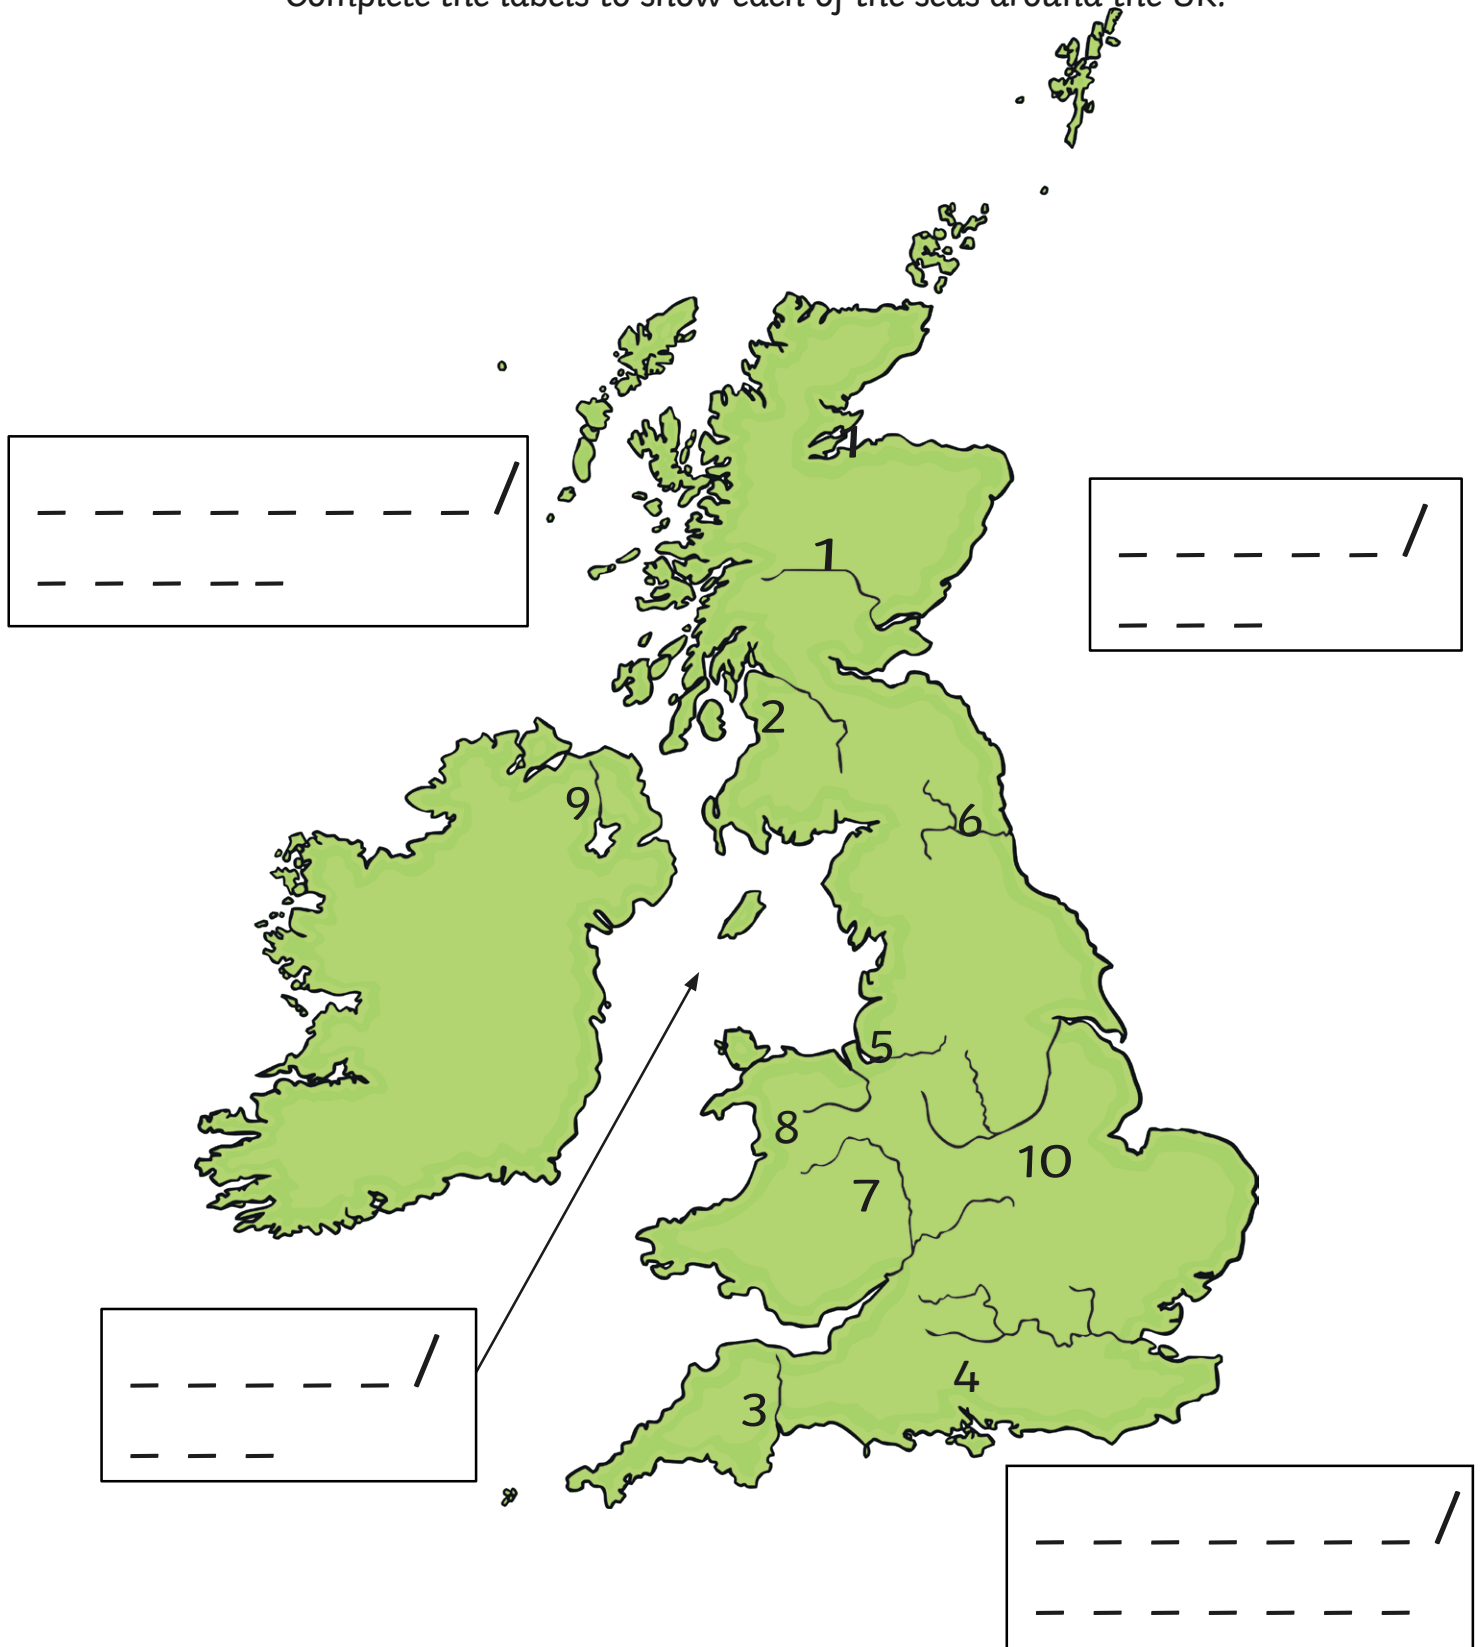 Complete the labels to show each of the seas around the UK.
1
_ _ _ _ _ _ _ _ /
_ _ _ _ _
_ _ _ _ _ /
_ _ _
1
2
9
6
5
8
10
7
_ _ _ _ _ /
_ _ _
4
3
_ _ _ _ _ _ _ /
_ _ _ _ _ _ _